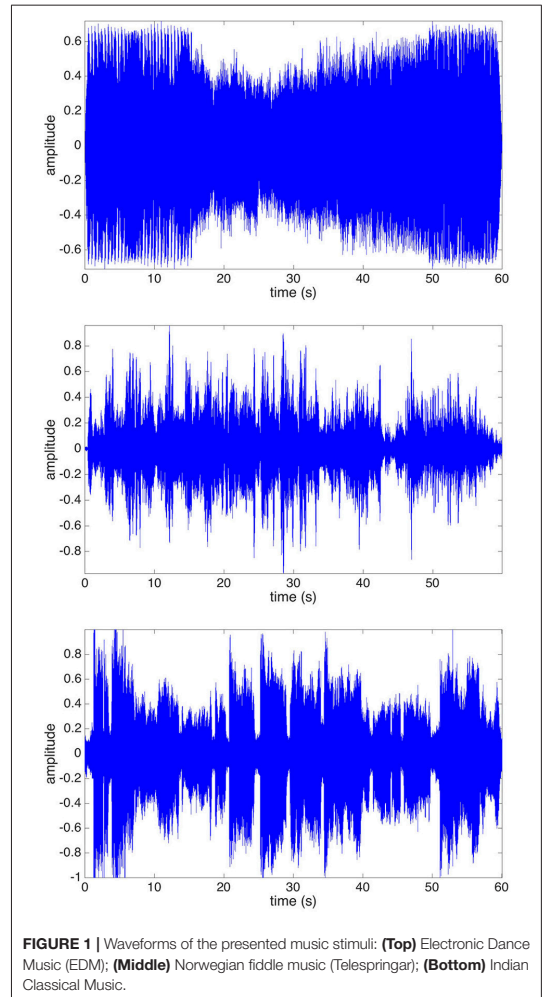 0.6
0.4
0.2
0
-0.2
-0.4
-0.6
amplitude
0 10 20 30 40 50 60
time (s)
0.8
0.6
0.4
0.2
0
-0.2
-0.4
-0.6
-0.8
amplitude
0 10 20 30 40 50
time (s)
0.8
0.6
0.4
0.2
0
-0.2
-0.4
-0.6
-0.8
-1
amplitude
0 10 20 30 40 50 60
time (s)
FIGURE 1 | Waveforms of the presented music stimuli: (Top) Electronic Dance
Music (EDM); (Middle) Norwegian fiddle music (Telespringar); (Bottom) Indian
Classical Music.